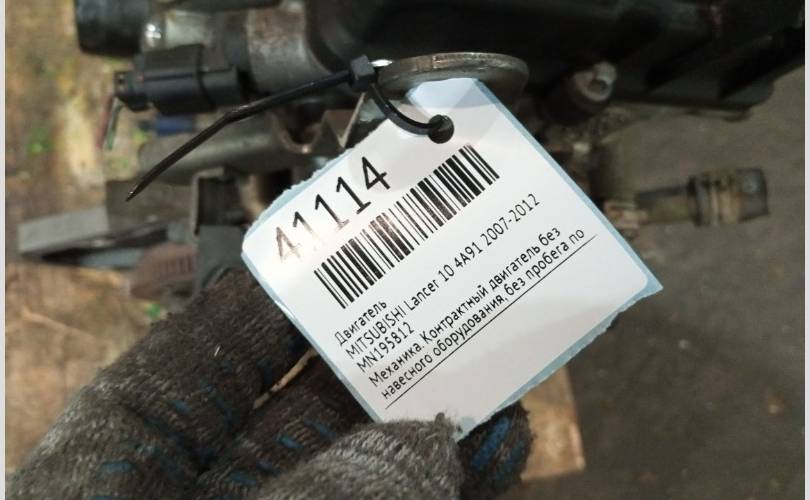 41114
Двигатель
MITSUBISHI Lancer 10 4A91 2007-2012
MN195812
Механика. Контрактный двигатель без
навесного оборудования, без пробега по